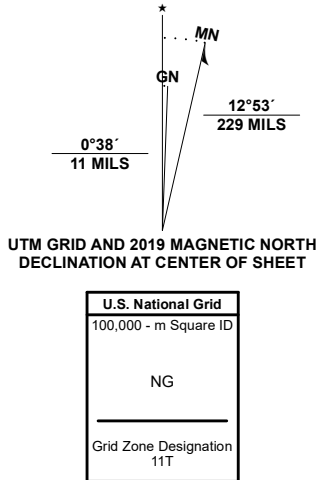 MN
GN
12°53´
229 MILS
0°38´
11 MILS
UTM GRID AND 2019 MAGNETIC NORTH
DECLINATION AT CENTER OF SHEET
U.S. National Grid
100,000 - m Square ID
NG
Grid Zone Designation
11T